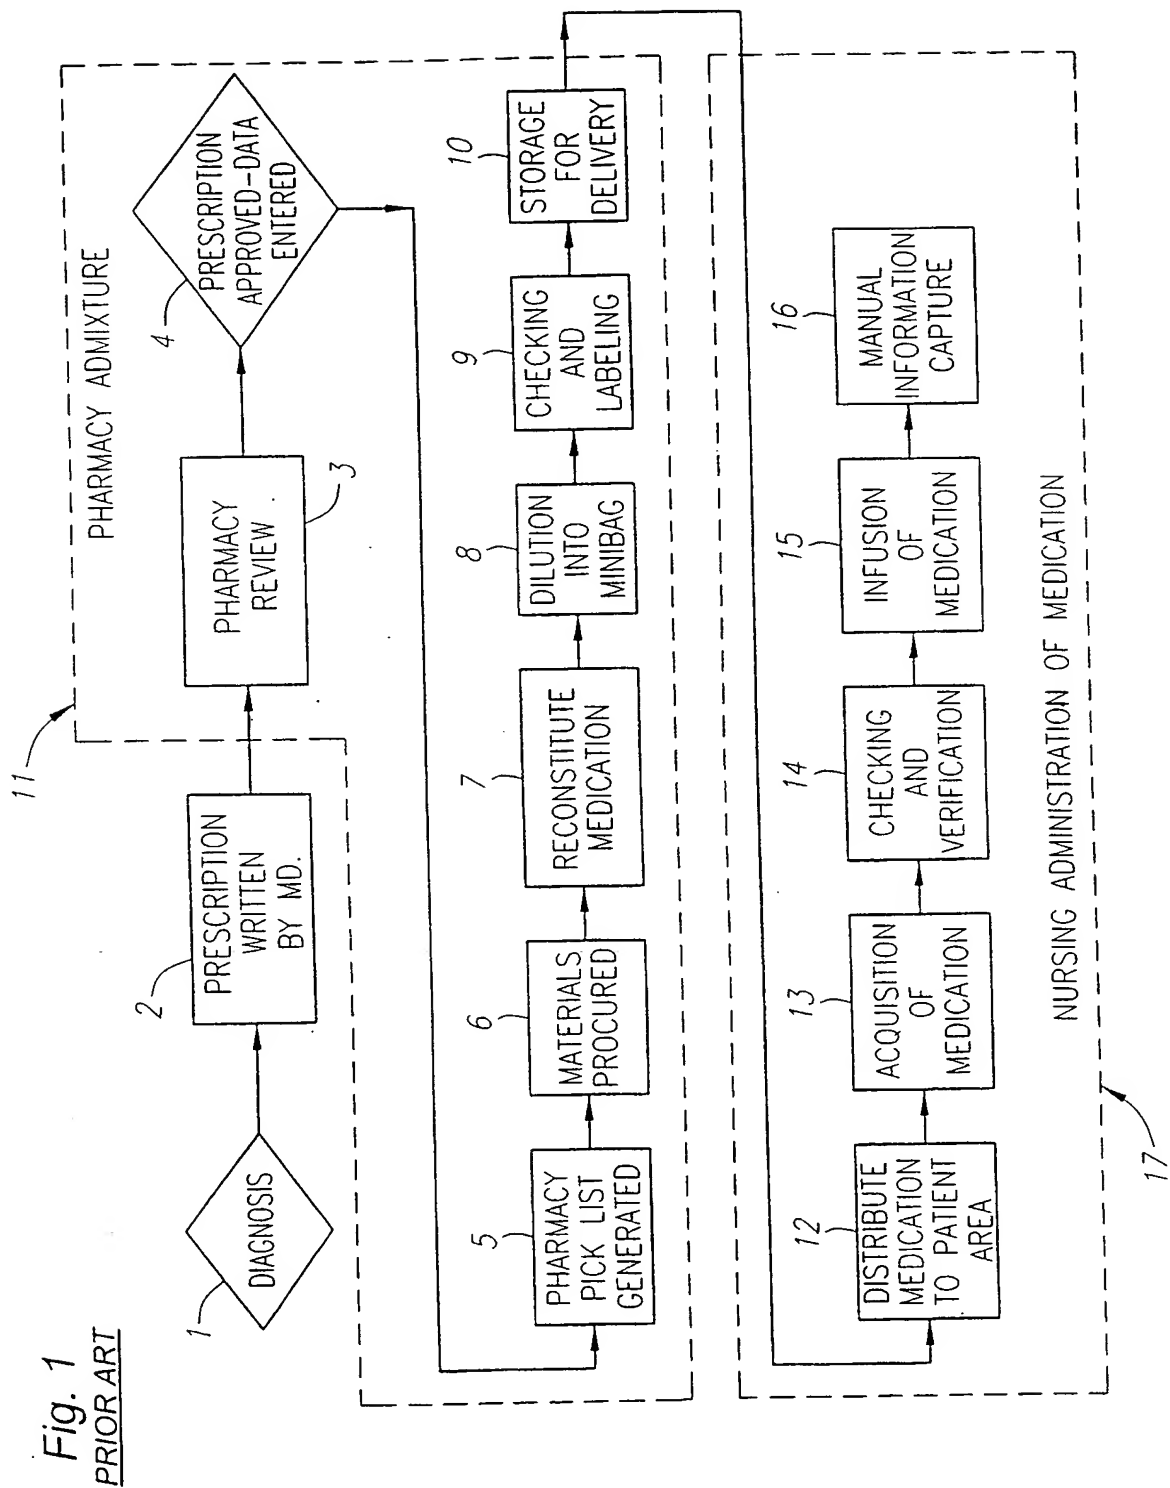 Fig. 1
PRIOR ART
1
DIAGNOSIS
2
PRESCRIPTION
WRITTEN
BY MD.
11
PHARMACY ADMIXTURE
3
PHARMACY
REVIEW
4
PRESCRIPTION
APPROVED-DATA
ENTERED
5
PHARMACY
PICK LIST
GENERATED
6
MATERIALS
PROCURED
7
RECONSTITUTE
MEDICATION
8
DILUTION
INTO
MINIBAG
9
CHECKING
AND
LABELING
10
STORAGE
FOR
DELIVERY
12
DISTRIBUTE
MEDICATION
TO PATIENT
AREA
13
ACQUISITION
OF
MEDICATION
14
CHECKING
AND
VERIFICATION
15
INFUSION
OF
MEDICATION
16
MANUAL
INFORMATION
CAPTURE
NURSING ADMINISTRATION OF MEDICATION
17